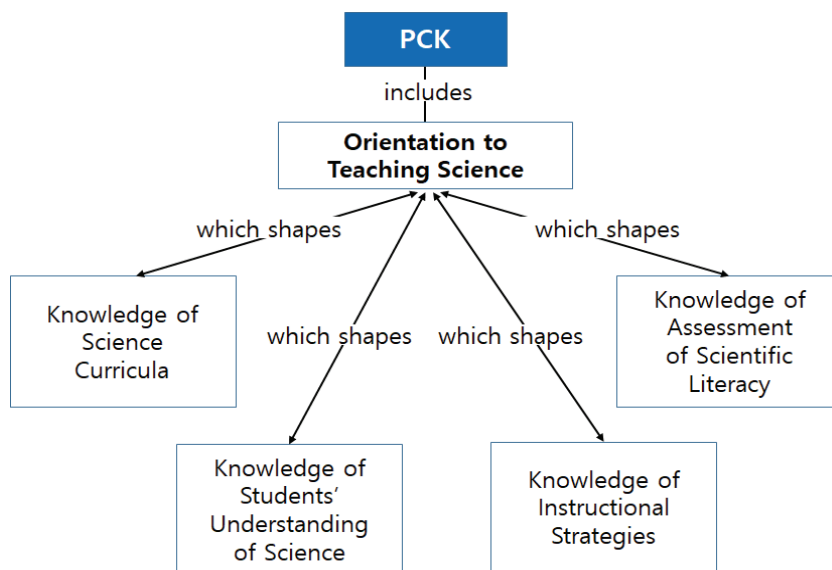 PCK
includes
Orientation to
Teaching Science
which shapes
which shapes
which shapes
which shapes
Knowledge of
Science
Curricula
Knowledge of
Students’
Understanding
of Science
Knowledge of
Instructional
Strategies
Knowledge of
Assessment
of Scientific
Literacy